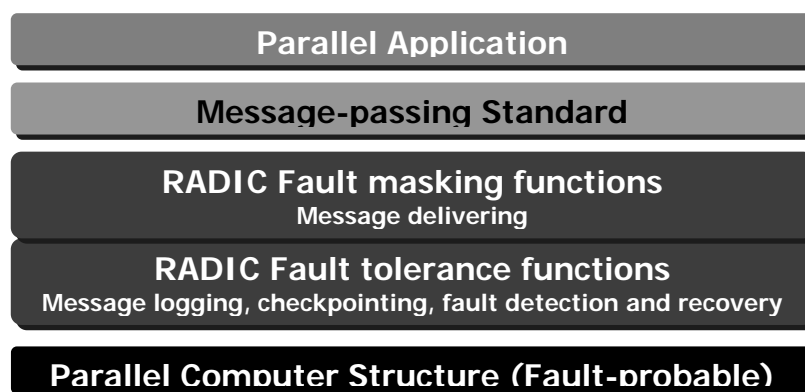 Parallel Application
Message-passing Standard
RADIC Fault masking functions
Message delivering
RADIC Fault tolerance functions
Message logging, checkpointing, fault detection and recovery
Parallel Computer Structure (Fault-probable)